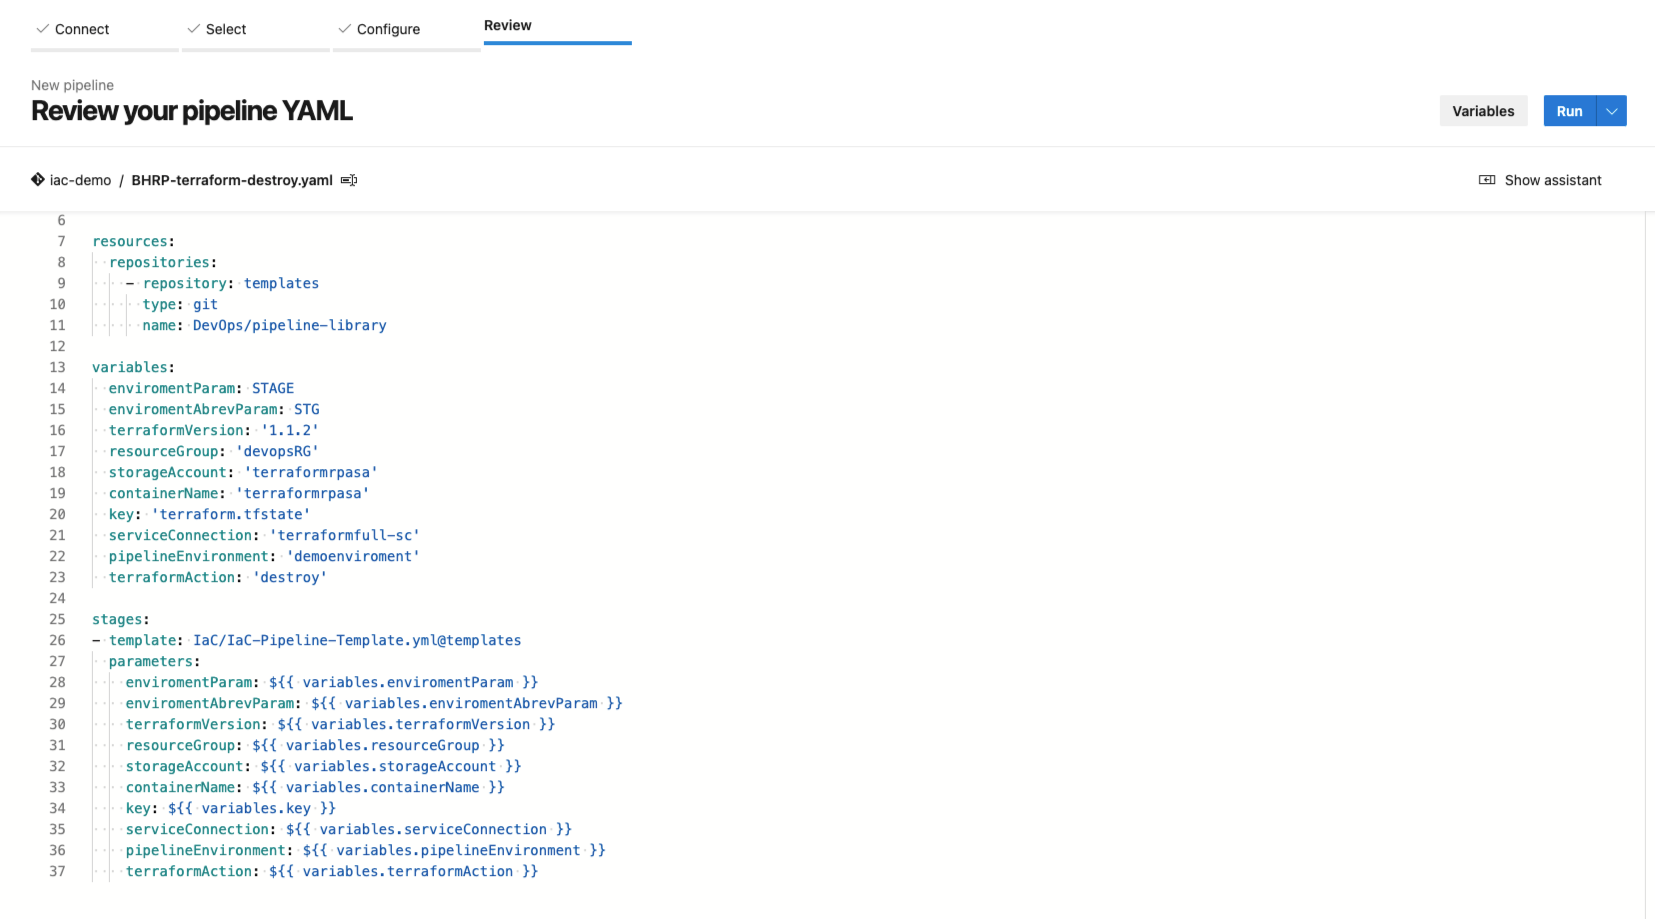 Connect
Select
Configure
Review
New pipeline
Review your pipeline YAML
Variables
Run
iac-demo / BHRP-terraform-destroy.yaml
Show assistant
6
7 resources:
8 repositories:
9 - repository: templates
10 type: git
11 name: DevOps/pipeline-library
12
13 variables:
14 enviromentParam: STAGE
15 enviromentAbrevParam: STG
16 terraformVersion: '1.1.2'
17 resourceGroup: 'devopsRG'
18 storageAccount: 'terraformrpasa'
19 containerName: 'terraformrpasa'
20 key: 'terraform.tfstate'
21 serviceConnection: 'terraformfull-sc'
22 pipelineEnvironment: 'demoenviroment'
23 terraformAction: 'destroy'
24
25 stages:
26 - template: IaC/IaC-Pipeline-Template.yml@templates
27 parameters:
28 enviromentParam: ${{ variables.enviromentParam }}
29 enviromentAbrevParam: ${{ variables.enviromentAbrevParam }}
30 terraformVersion: ${{ variables.terraformVersion }}
31 resourceGroup: ${{ variables.resourceGroup }}
32 storageAccount: ${{ variables.storageAccount }}
33 containerName: ${{ variables.containerName }}
34 key: ${{ variables.key }}
35 serviceConnection: ${{ variables.serviceConnection }}
36 pipelineEnvironment: ${{ variables.pipelineEnvironment }}
37 terraformAction: ${{ variables.terraformAction }}